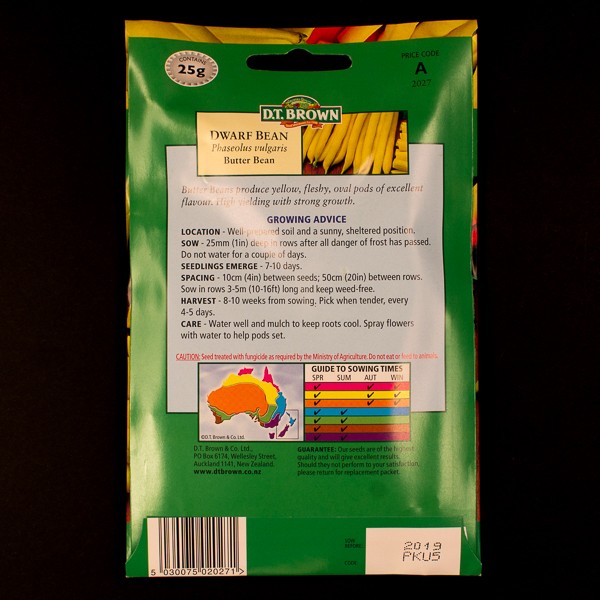 CONTAINS
25g
PRICE CODE
A
2027
D.T. BROWN
DWARF BEAN
Phaseolus vulgaris
Butter Bean
Butter Beans produce yellow, fleshy, oval pods of excellent
flavour. High yielding with strong growth.
GROWING ADVICE
LOCATION - Well-prepared soil and a sunny, sheltered position.
SOW - 25mm (1in) deep in rows after all danger of frost has passed.
Do not water for a couple of days.
SEEDLINGS EMERGE - 7-10 days.
SPACING - 10cm (4in) between seeds; 50cm (20in) between rows.
Sow in rows 3-5m (10-16ft) long and keep weed-free.
HARVEST - 8-10 weeks from sowing. Pick when tender, every
4-5 days.
CARE - Water well and mulch to keep roots cool. Spray flowers
with water to help pods set.
CAUTION: Seed treated with fungicide as required by the Ministry of Agriculture. Do not eat or feed to animals.
GUIDE TO SOWING TIMES
SPR SUM AUT WIN
©D.T. Brown & Co. Ltd.
D.T. Brown & Co. Ltd.,
PO Box 6174, Wellesley Street,
Auckland 1141, New Zealand.
www.dtbrown.co.nz
GUARANTEE: Our seeds are of the highest
quality and will give excellent results.
Should they not perform to your satisfaction,
please return for replacement packet.
5 030075 020271 >
SOW
BEFORE
CODE
2019
PKU5